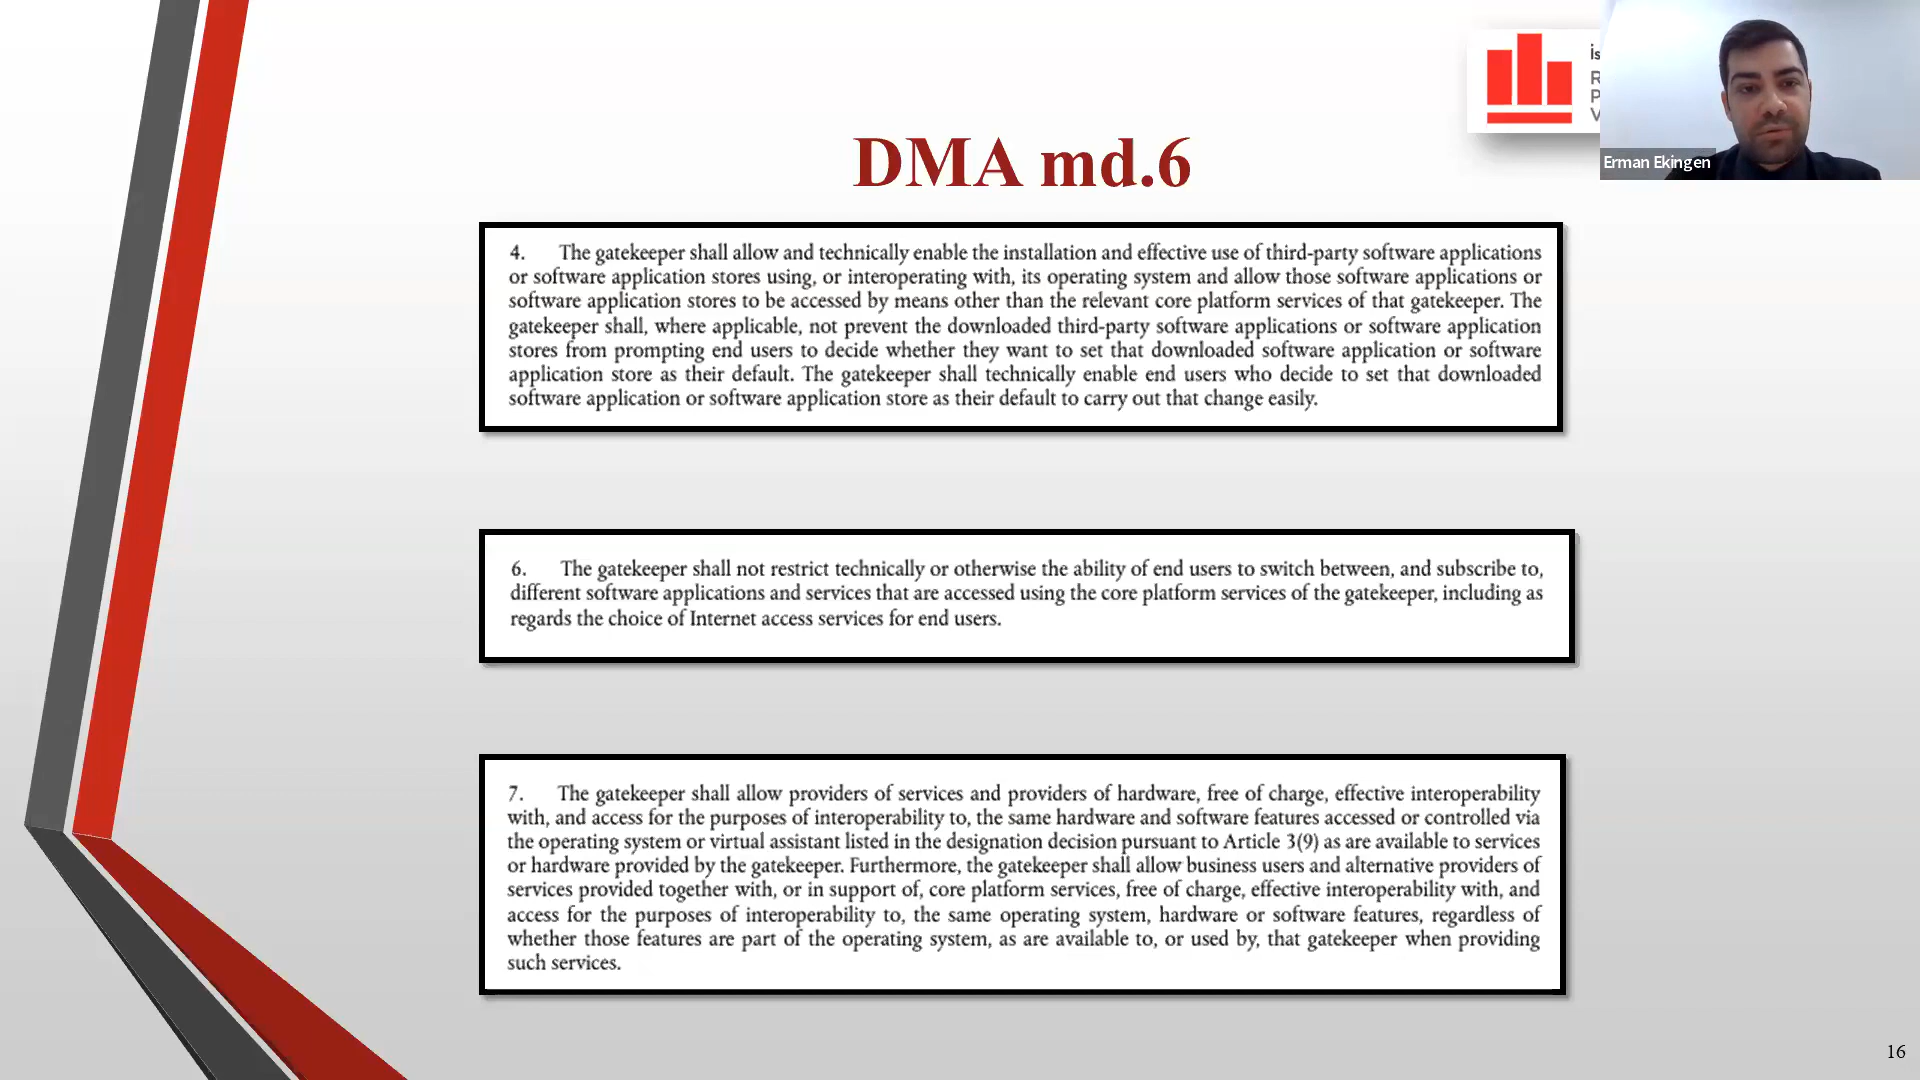 İs
R
P
V
Erman Ekingen
DMA md.6
4. The gatekeeper shall allow and technically enable the installation and effective use of third-party software applications
or software application stores using, or interoperating with, its operating system and allow those software applications or
software application stores to be accessed by means other than the relevant core platform services of that gatekeeper. The
gatekeeper shall, where applicable, not prevent the downloaded third-party software applications or software application
stores from prompting end users to decide whether they want to set that downloaded software application or software
application store as their default. The gatekeeper shall technically enable end users who decide to set that downloaded
software application or software application store as their default to carry out that change easily.
6. The gatekeeper shall not restrict technically or otherwise the ability of end users to switch between, and subscribe to,
different software applications and services that are accessed using the core platform services of the gatekeeper, including as
regards the choice of Internet access services for end users.
7. The gatekeeper shall allow providers of services and providers of hardware, free of charge, effective interoperability
with, and access for the purposes of interoperability to, the same hardware and software features accessed or controlled via
the operating system or virtual assistant listed in the designation decision pursuant to Article 3(9) as are available to services
or hardware provided by the gatekeeper. Furthermore, the gatekeeper shall allow business users and alternative providers of
services provided together with, or in support of, core platform services, free of charge, effective interoperability with, and
access for the purposes of interoperability to, the same operating system, hardware or software features, regardless of
whether those features are part of the operating system, as are available to, or used by, that gatekeeper when providing
such services.
16